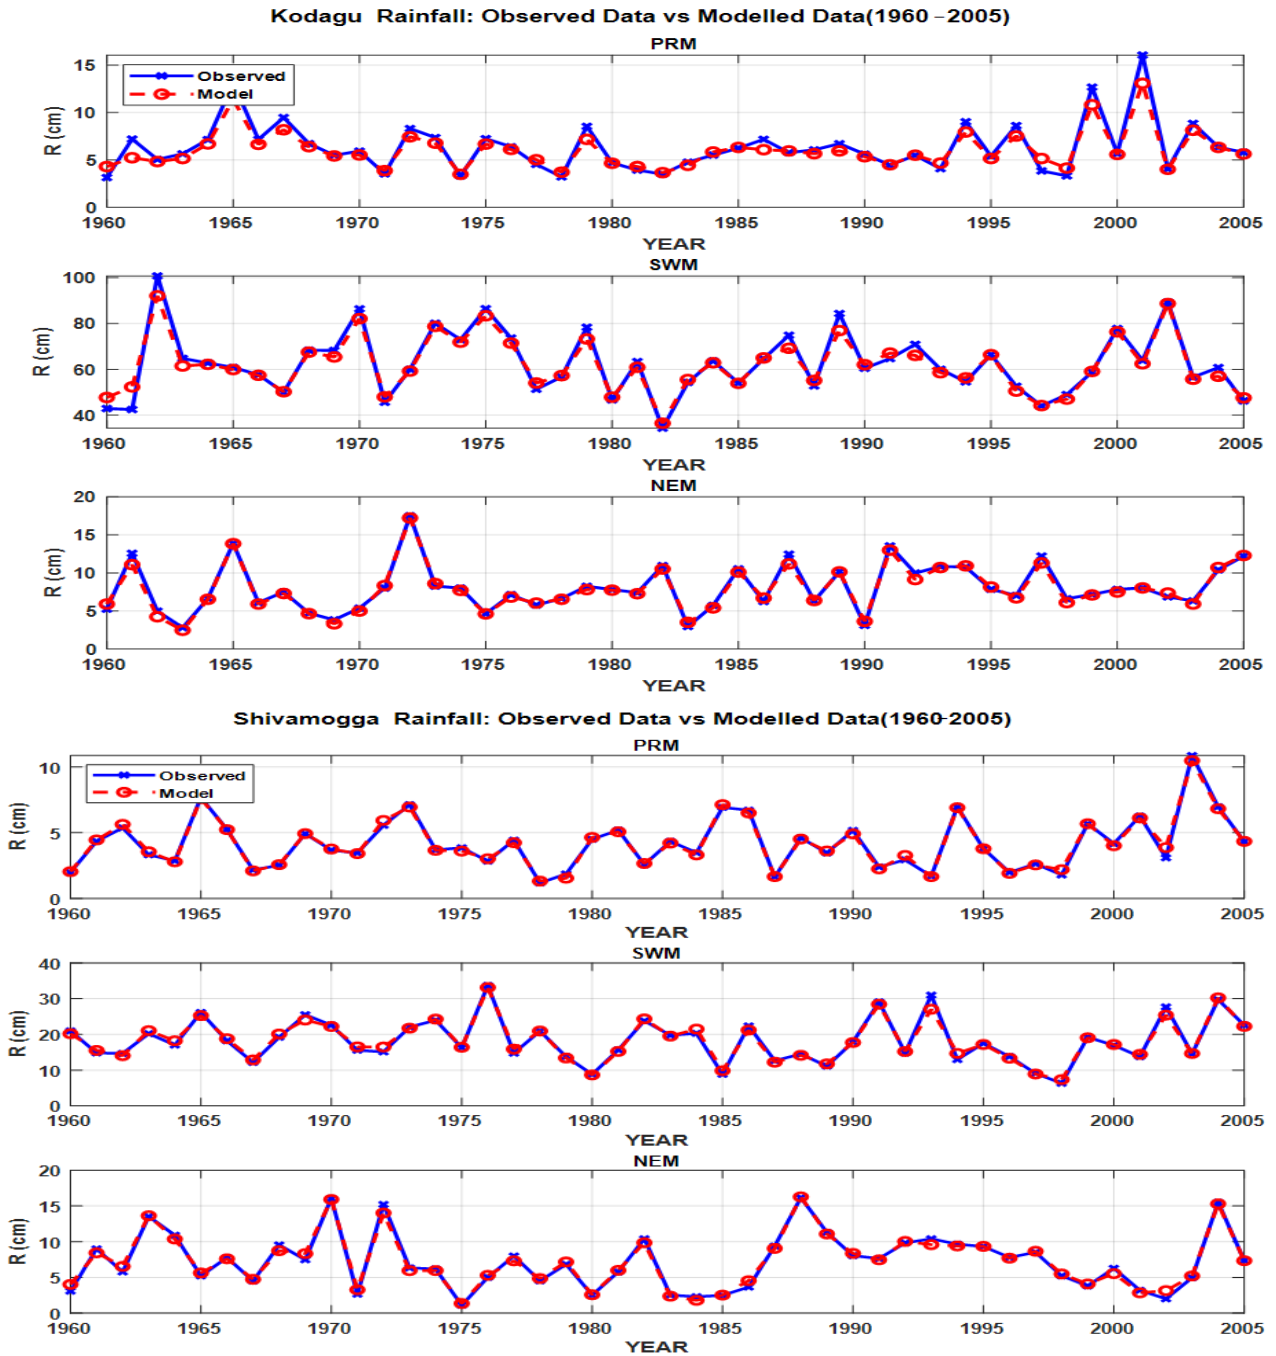 Kodagu Rainfall: Observed Data vs Modelled Data(1960 –2005)
PRM
15
10
5
0
R (cm)
Observed
Model
1960 1965 1970 1975 1980 1985 1990 1995 2000 2005
YEAR
SWM
100
80
60
40
R (cm)
1960 1965 1970 1975 1980 1985 1990 1995 2000 2005
YEAR
NEM
20
15
10
5
0
R (cm)
1960 1965 1970 1975 1980 1985 1990 1995 2000 2005
YEAR
Shivamogga Rainfall: Observed Data vs Modelled Data(1960-2005)
PRM
10
5
0
R (cm)
Observed
Model
1960 1965 1970 1975 1980 1985 1990 1995 2000 2005
YEAR
SWM
40
30
20
10
0
R (cm)
1960 1965 1970 1975 1980 1985 1990 1995 2000 2005
YEAR
NEM
20
15
10
5
0
R (cm)
1960 1965 1970 1975 1980 1985 1990 1995 2000 2005
YEAR